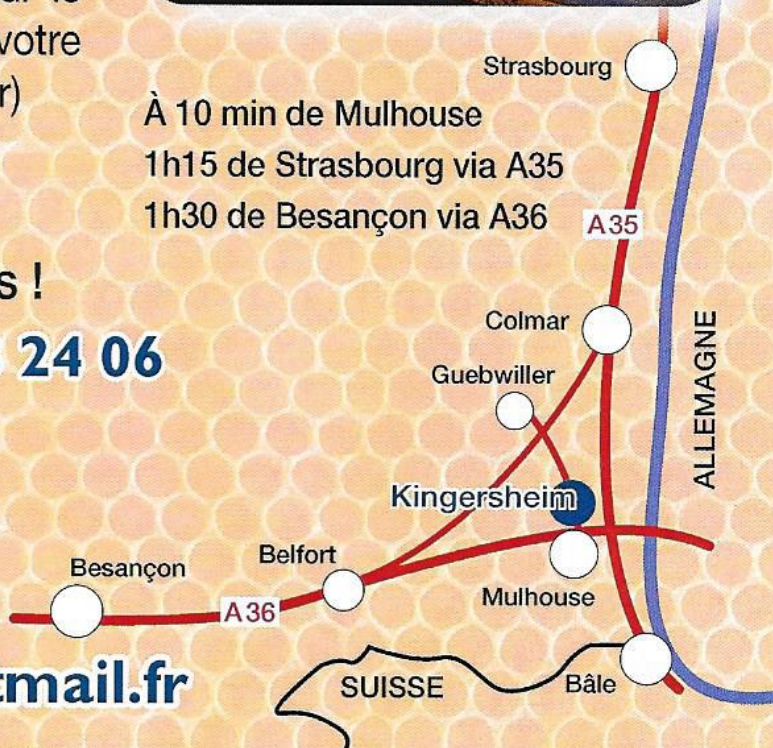 votre
r)
À 10 min de Mulhouse
1h15 de Strasbourg via A35
1h30 de Besançon via A36
s !
24 06
tmail.fr
Strasbourg
A35
Colmar
Guebwiller
ALLEMAGNE
Kingersheim
Besançon
Belfort
A36
Mulhouse
SUISSE
Bâle